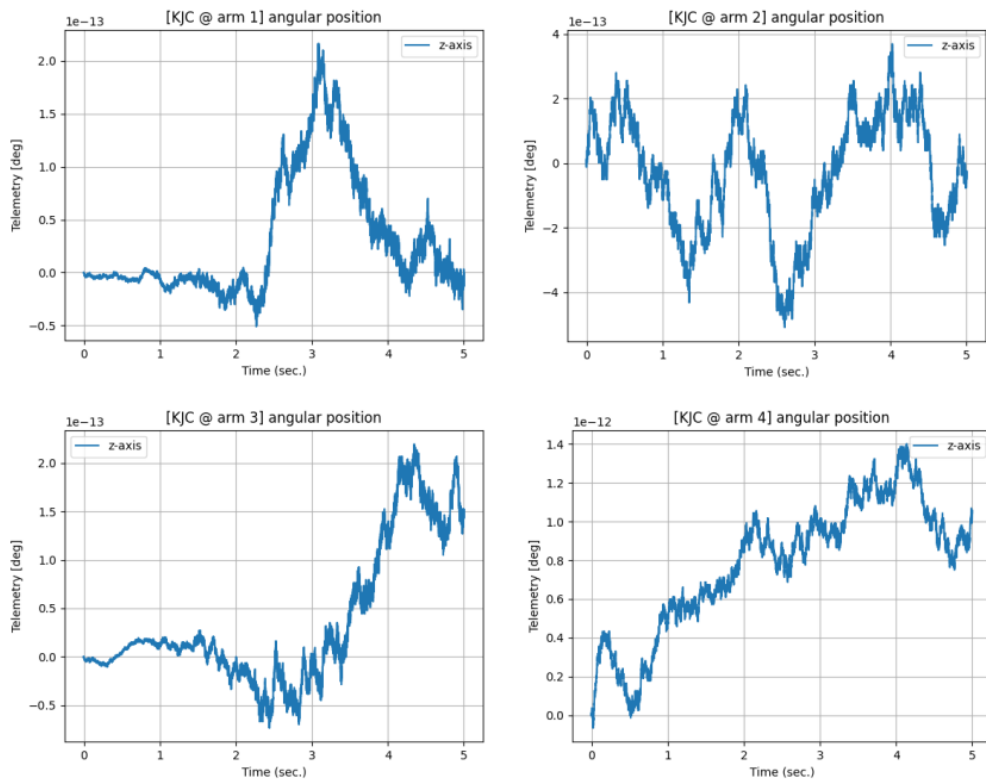 [KJC @ arm 1] angular position
1e−13
z-axis
Telemetry [deg]
2.0
1.5
1.0
0.5
0.0
−0.5
0 1 2 3 4 5
Time (sec.)
[KJC @ arm 2] angular position
1e−13
z-axis
Telemetry [deg]
4
2
0
−2
−4
0 1 2 3 4 5
Time (sec.)
[KJC @ arm 3] angular position
1e−13
z-axis
Telemetry [deg]
2.0
1.5
1.0
0.5
0.0
−0.5
0 1 2 3 4 5
Time (sec.)
[KJC @ arm 4] angular position
1e−12
z-axis
Telemetry [deg]
1.4
1.2
1.0
0.8
0.6
0.4
0.2
0.0
0 1 2 3 4 5
Time (sec.)